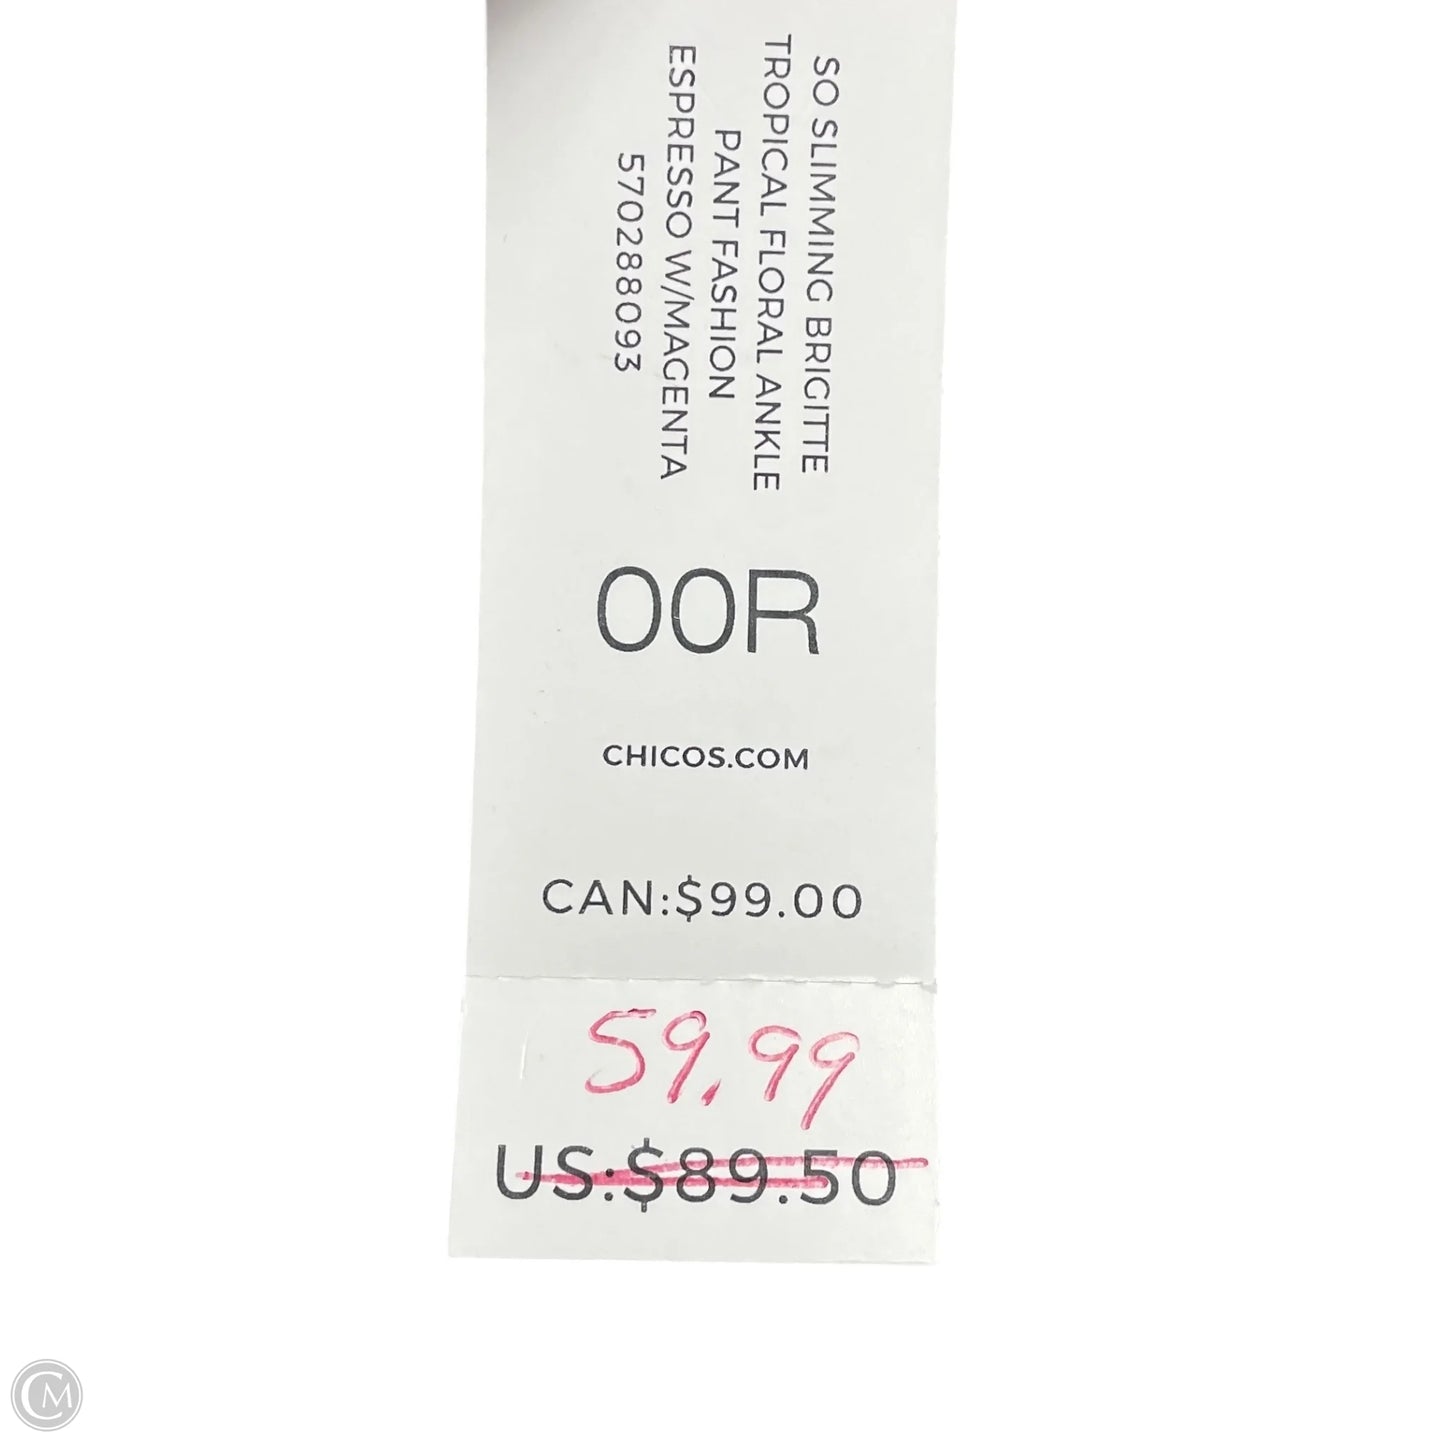 SO SLIMMING BRIGITTE
TROPICAL FLORAL ANKLE
PANT FASHION
ESPRESSO W/MAGENTA
570288093
00R
CHICOS.COM
CAN:$99.00
59.99
US:$89.50
CM